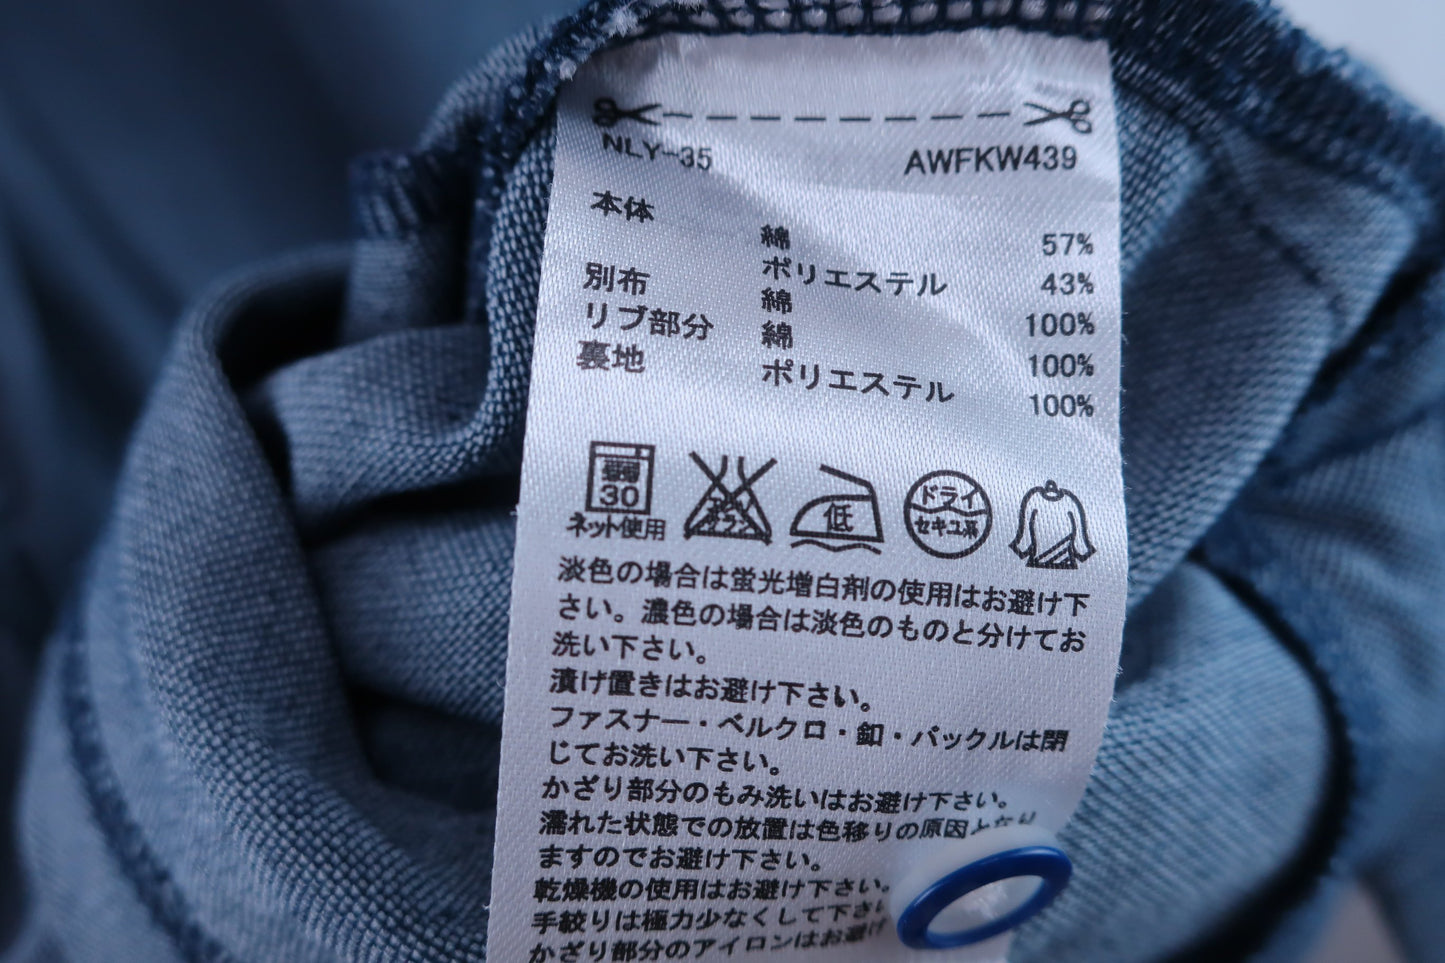 NLY-35 AWFKW439
本体 綿 57%
ポリエステル 43%
別布 綿 100%
リブ部分 綿 100%
裏地 ポリエステル 100%
30 低 ドライ
ネット使用 セキユ系
淡色の場合は蛍光増白剤の使用はお避け下
さい。濃色の場合は淡色のものと分けてお
洗い下さい。
漬け置きはお避け下さい。
ファスナー・ベルクロ・釦・バックルは閉
じてお洗い下さい。
かざり部分のもみ洗いはお避け下さい。
濡れた状態での放置は色移りの原因となり
ますのでお避け下さい。
乾燥機の使用はお避け下さい。
手絞りは極力少なくして下さい
かざり部分のアイロンはお避け